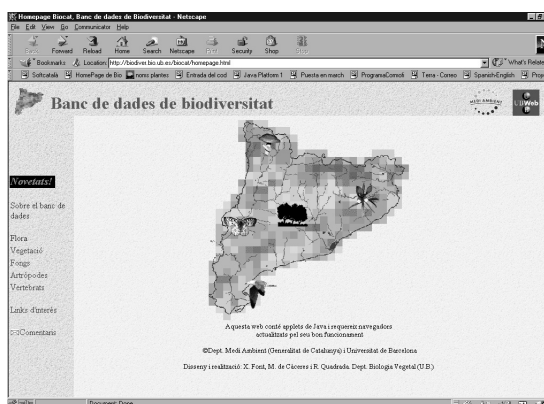 Homepage Biocat, Banc de dades de Biodiversitat - Netscape
File Edit View Go Communicator Help
Back Forward Reload Home Search Netscape Print Security Shop Stop
Bookmarks Location: http://biodiver.bio.ub.es/biocat/homepage.html What's Relate
Softcatalà HomePage de Bio noms plantes Entrada del cod Java Platform 1 Puesta en march ProgramaComoli Terra - Correo Spanish-English Proj
Banc de dades de biodiversitat
MEDI AMBIENT
UBWeb
Novetats!
Sobre el banc de
dades
Flora
Vegetació
Fongs
Artròpodes
Vertebrats
Links d'interès
Comentaris
Aquesta web conté applets de Java i requereix navegadors
actualitzats pel seu bon funcionament
©Dept. Medi Ambient (Generalitat de Catalunya) i Universitat de Barcelona
Disseny i realització: X. Font, M. de Cáceres i R. Quadrada. Dept. Biologia Vegetal (U.B.)
Document: Done